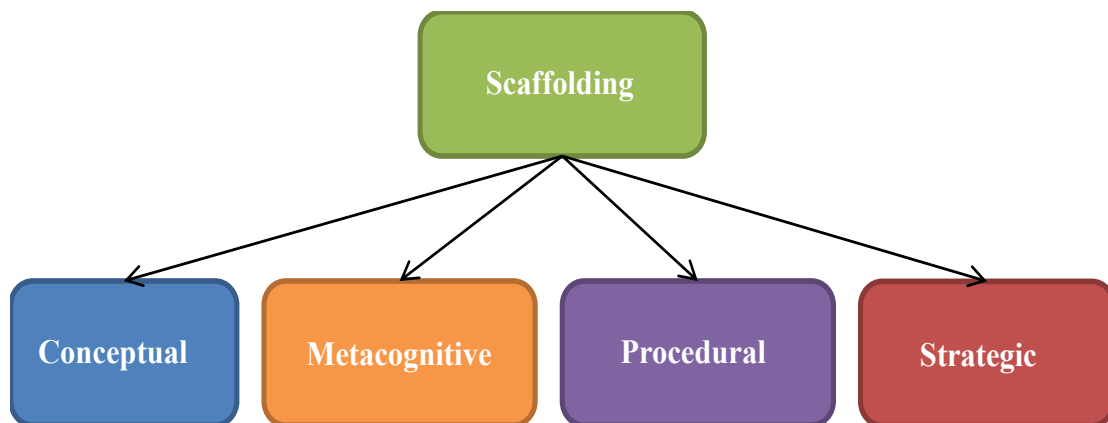 Scaffolding
Conceptual
Metacognitive
Procedural
Strategic